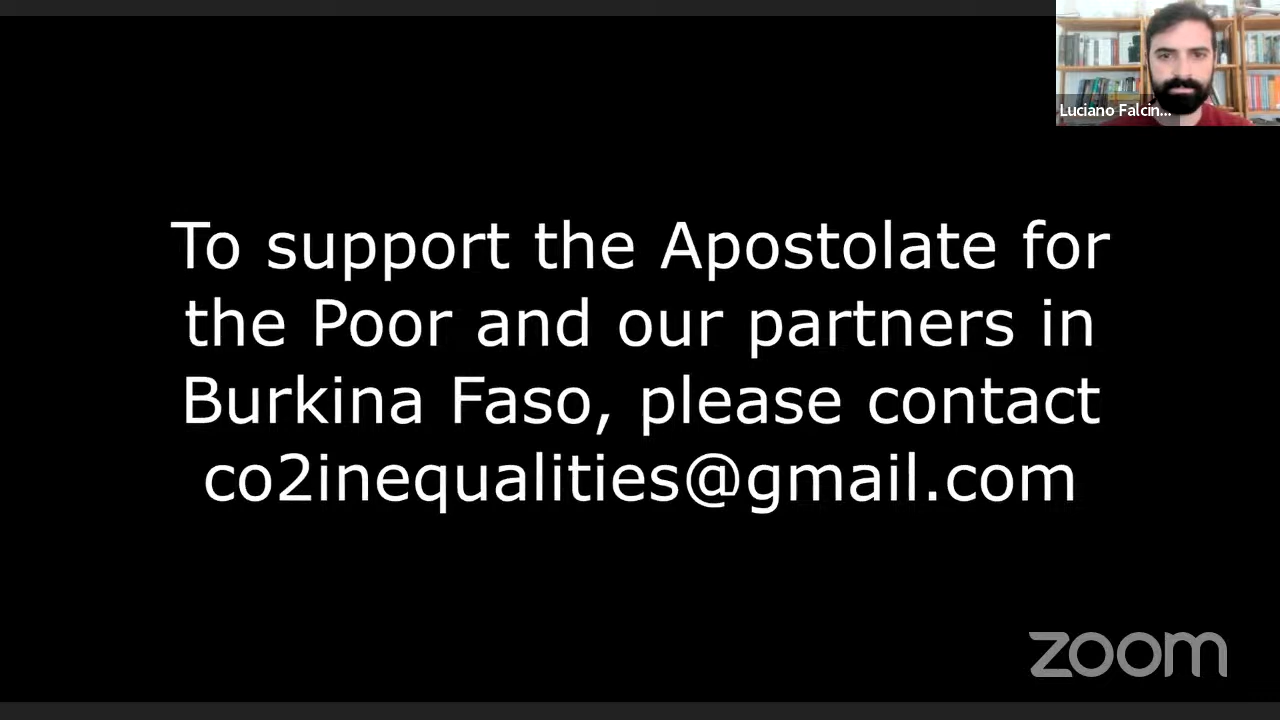 Luciano Falcin...
To support the Apostolate for
the Poor and our partners in
Burkina Faso, please contact
co2inequalities@gmail.com
zoom